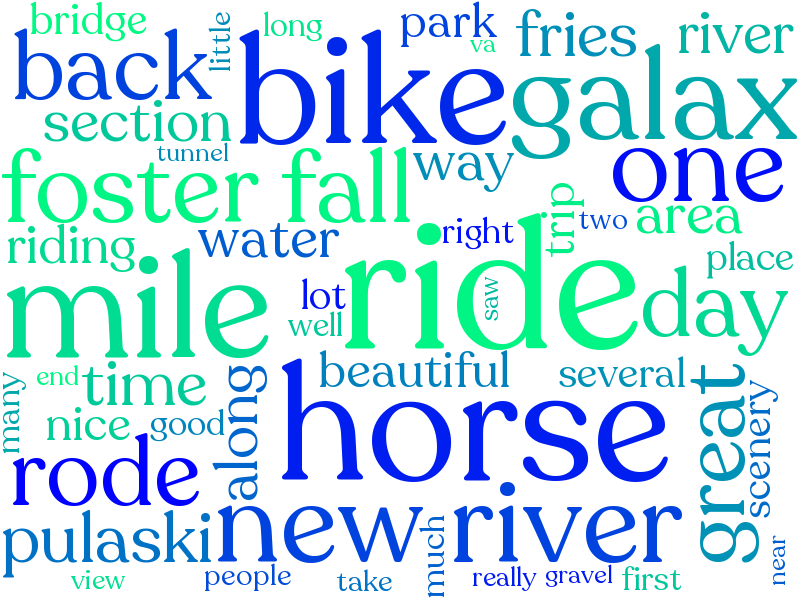 bridge
little
long
park
va
fries
river
back
bike
galax
section
tunnel
way
one
foster fall
riding
water
right
trip
two
area
place
mile
lot
well
ride
saw
day
many
end
time
nice
good
along
beautiful
several
great
scenery
rode
horse
pulaski
new river
much
near
view
people
take
really
gravel
first